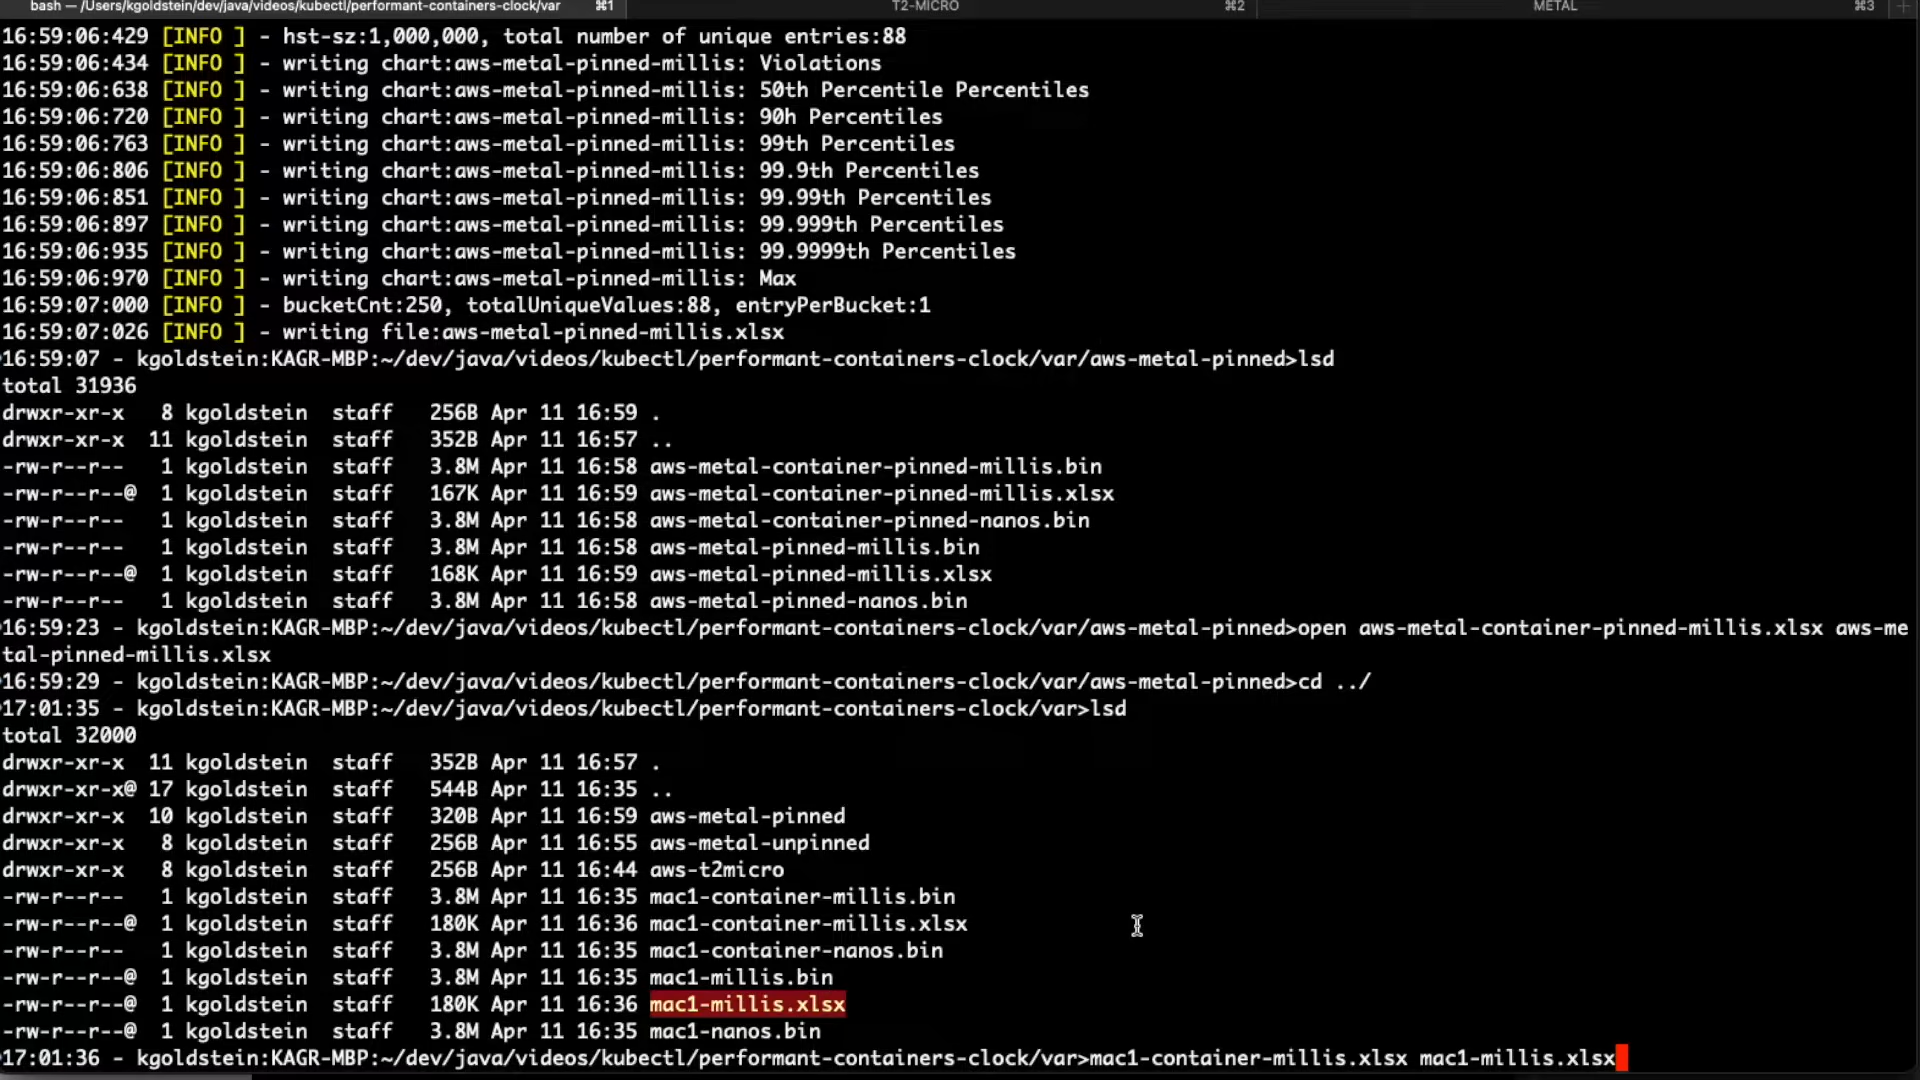 bash — /Users/kgoldstein/dev/java/videos/kubectl/performant-containers-clock/var ⌘1 T2-MICRO ⌘2 METAL ⌘3 +
16:59:06:429 [INFO ] - hst-sz:1,000,000, total number of unique entries:88
16:59:06:434 [INFO ] - writing chart:aws-metal-pinned-millis: Violations
16:59:06:638 [INFO ] - writing chart:aws-metal-pinned-millis: 50th Percentile Percentiles
16:59:06:720 [INFO ] - writing chart:aws-metal-pinned-millis: 90h Percentiles
16:59:06:763 [INFO ] - writing chart:aws-metal-pinned-millis: 99th Percentiles
16:59:06:806 [INFO ] - writing chart:aws-metal-pinned-millis: 99.9th Percentiles
16:59:06:851 [INFO ] - writing chart:aws-metal-pinned-millis: 99.99th Percentiles
16:59:06:897 [INFO ] - writing chart:aws-metal-pinned-millis: 99.999th Percentiles
16:59:06:935 [INFO ] - writing chart:aws-metal-pinned-millis: 99.9999th Percentiles
16:59:06:970 [INFO ] - writing chart:aws-metal-pinned-millis: Max
16:59:07:000 [INFO ] - bucketCnt:250, totalUniqueValues:88, entryPerBucket:1
16:59:07:026 [INFO ] - writing file:aws-metal-pinned-millis.xlsx
16:59:07 - kgoldstein:KAGR-MBP:~/dev/java/videos/kubectl/performant-containers-clock/var/aws-metal-pinned>lsd
total 31936
drwxr-xr-x 8 kgoldstein staff 256B Apr 11 16:59 .
drwxr-xr-x 11 kgoldstein staff 352B Apr 11 16:57 ..
-rw-r--r-- 1 kgoldstein staff 3.8M Apr 11 16:58 aws-metal-container-pinned-millis.bin
-rw-r--r--@ 1 kgoldstein staff 167K Apr 11 16:59 aws-metal-container-pinned-millis.xlsx
-rw-r--r-- 1 kgoldstein staff 3.8M Apr 11 16:58 aws-metal-container-pinned-nanos.bin
-rw-r--r-- 1 kgoldstein staff 3.8M Apr 11 16:58 aws-metal-pinned-millis.bin
-rw-r--r--@ 1 kgoldstein staff 168K Apr 11 16:59 aws-metal-pinned-millis.xlsx
-rw-r--r-- 1 kgoldstein staff 3.8M Apr 11 16:58 aws-metal-pinned-nanos.bin
16:59:23 - kgoldstein:KAGR-MBP:~/dev/java/videos/kubectl/performant-containers-clock/var/aws-metal-pinned>open aws-metal-container-pinned-millis.xlsx aws-me
tal-pinned-millis.xlsx
16:59:29 - kgoldstein:KAGR-MBP:~/dev/java/videos/kubectl/performant-containers-clock/var/aws-metal-pinned>cd ../
17:01:35 - kgoldstein:KAGR-MBP:~/dev/java/videos/kubectl/performant-containers-clock/var>lsd
total 32000
drwxr-xr-x 11 kgoldstein staff 352B Apr 11 16:57 .
drwxr-xr-x@ 17 kgoldstein staff 544B Apr 11 16:35 ..
drwxr-xr-x 10 kgoldstein staff 320B Apr 11 16:59 aws-metal-pinned
drwxr-xr-x 8 kgoldstein staff 256B Apr 11 16:55 aws-metal-unpinned
drwxr-xr-x 8 kgoldstein staff 256B Apr 11 16:44 aws-t2micro
-rw-r--r-- 1 kgoldstein staff 3.8M Apr 11 16:35 mac1-container-millis.bin
-rw-r--r--@ 1 kgoldstein staff 180K Apr 11 16:36 mac1-container-millis.xlsx
-rw-r--r-- 1 kgoldstein staff 3.8M Apr 11 16:35 mac1-container-nanos.bin
-rw-r--r--@ 1 kgoldstein staff 3.8M Apr 11 16:35 mac1-millis.bin
-rw-r--r--@ 1 kgoldstein staff 180K Apr 11 16:36 mac1-millis.xlsx
-rw-r--r--@ 1 kgoldstein staff 3.8M Apr 11 16:35 mac1-nanos.bin
17:01:36 - kgoldstein:KAGR-MBP:~/dev/java/videos/kubectl/performant-containers-clock/var>mac1-container-millis.xlsx mac1-millis.xlsx